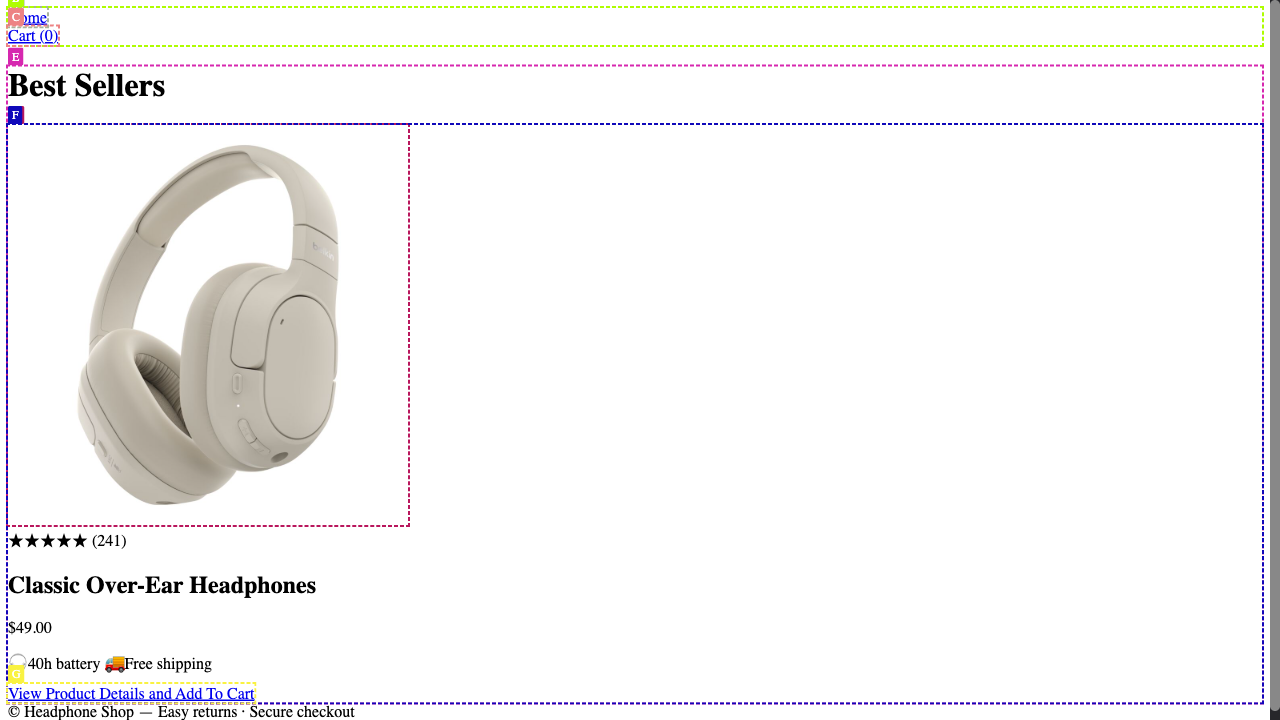 C ome
Cart (0)
E
Best Sellers
F
★★★★★ (241)
Classic Over-Ear Headphones
$49.00
40h battery 🚚Free shipping
G
View Product Details and Add To Cart
© Headphone Shop — Easy returns · Secure checkout